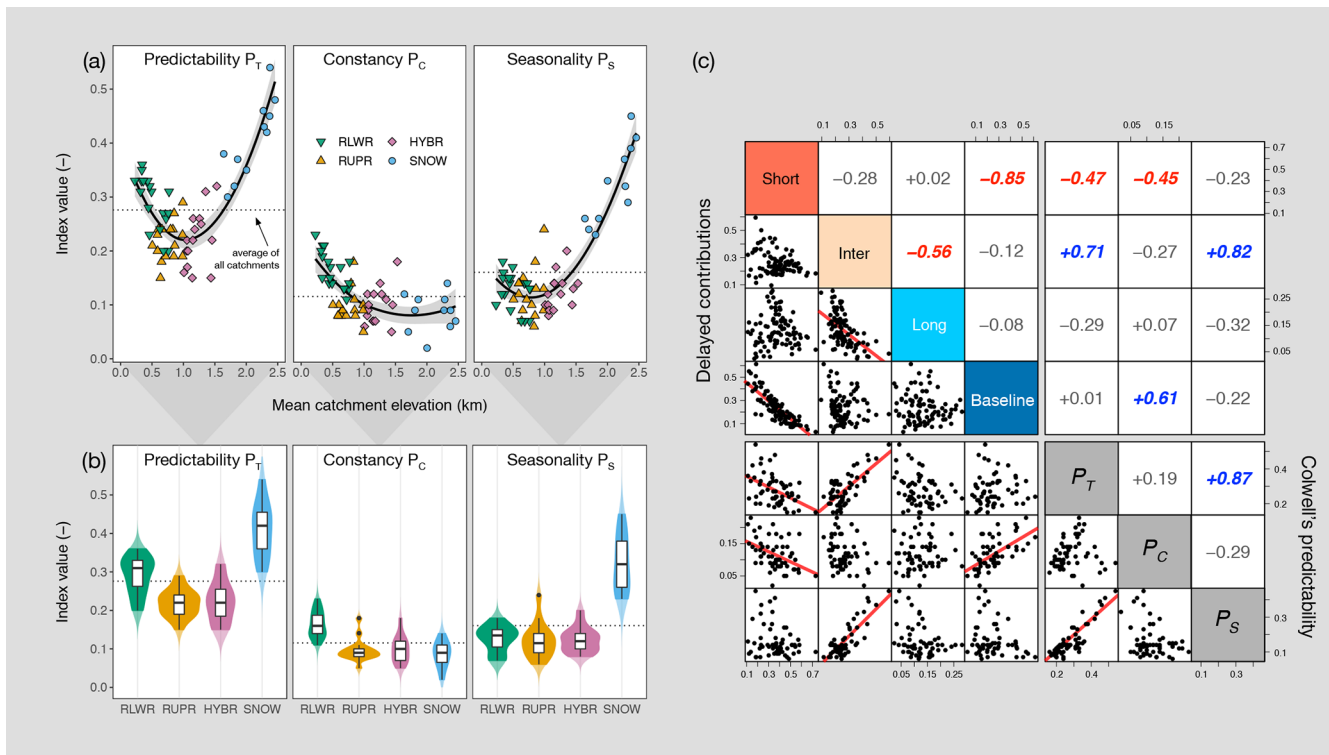 (a)
Predictability P_T
Constancy P_C
Seasonality P_S
Index value (–)
0.5
0.4
0.3
0.2
0.1
0.0
RLWR
HYBR
RUPR
SNOW
average of
all catchments
0.0 0.5 1.0 1.5 2.0 2.5
0.0 0.5 1.0 1.5 2.0 2.5
0.0 0.5 1.0 1.5 2.0 2.5
Mean catchment elevation (km)
(b)
Predictability P_T
Constancy P_C
Seasonality P_S
Index value (–)
0.5
0.4
0.3
0.2
0.1
0.0
RLWR RUPR HYBR SNOW
RLWR RUPR HYBR SNOW
RLWR RUPR HYBR SNOW
(c)
Delayed contributions
Colwell's predictability
0.1 0.3 0.5
0.1 0.3 0.5
0.05 0.15
Short −0.28 +0.02 −0.85 −0.47 −0.45 −0.23
0.7
0.5
0.3
0.1
0.5
0.3
0.1
Inter −0.56 −0.12 +0.71 −0.27 +0.82
Long −0.08 −0.29 +0.07 −0.32
0.25
0.15
0.05
0.5
0.3
0.1
Baseline +0.01 +0.61 −0.22
P_T +0.19 +0.87
0.4
0.2
0.15
0.05
P_C −0.29
P_S
0.3
0.1
0.1 0.3 0.5 0.7
0.05 0.15 0.25
0.2 0.4
0.1 0.3